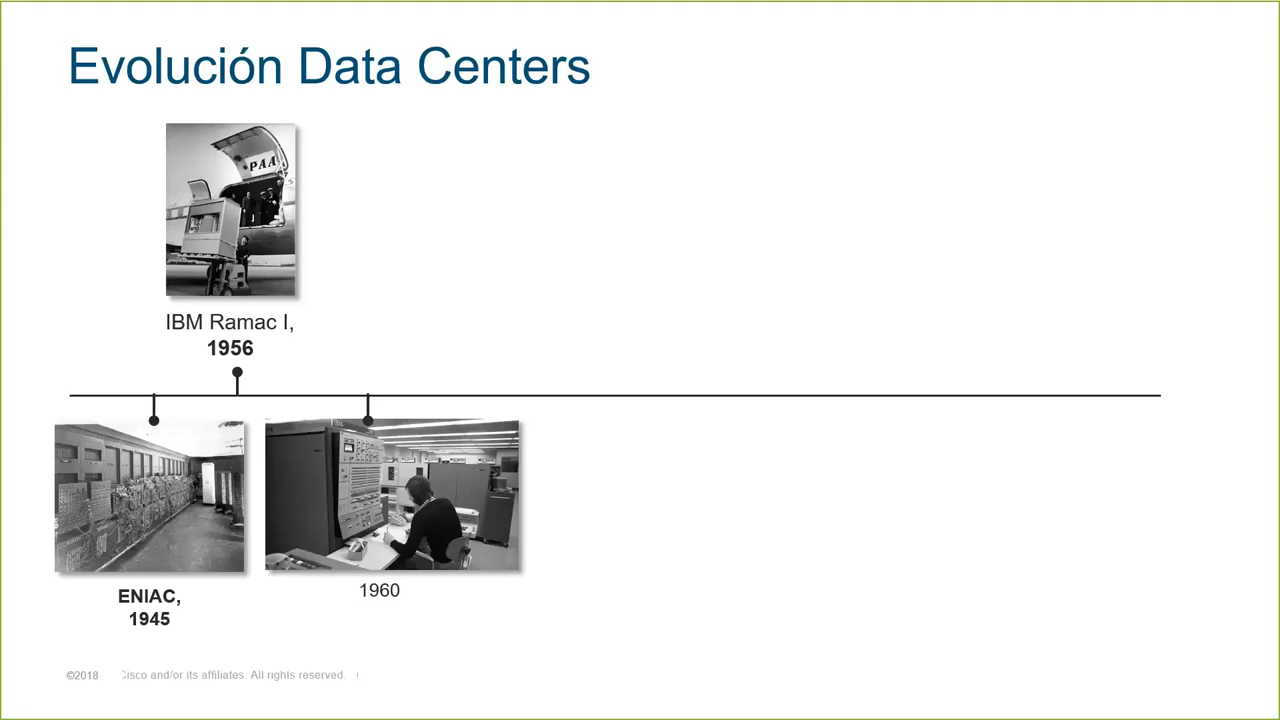 Evolución Data Centers
PAA
IBM Ramac I,
1956
ENIAC,
1945
1960
©2018 Cisco and/or its affiliates. All rights reserved.